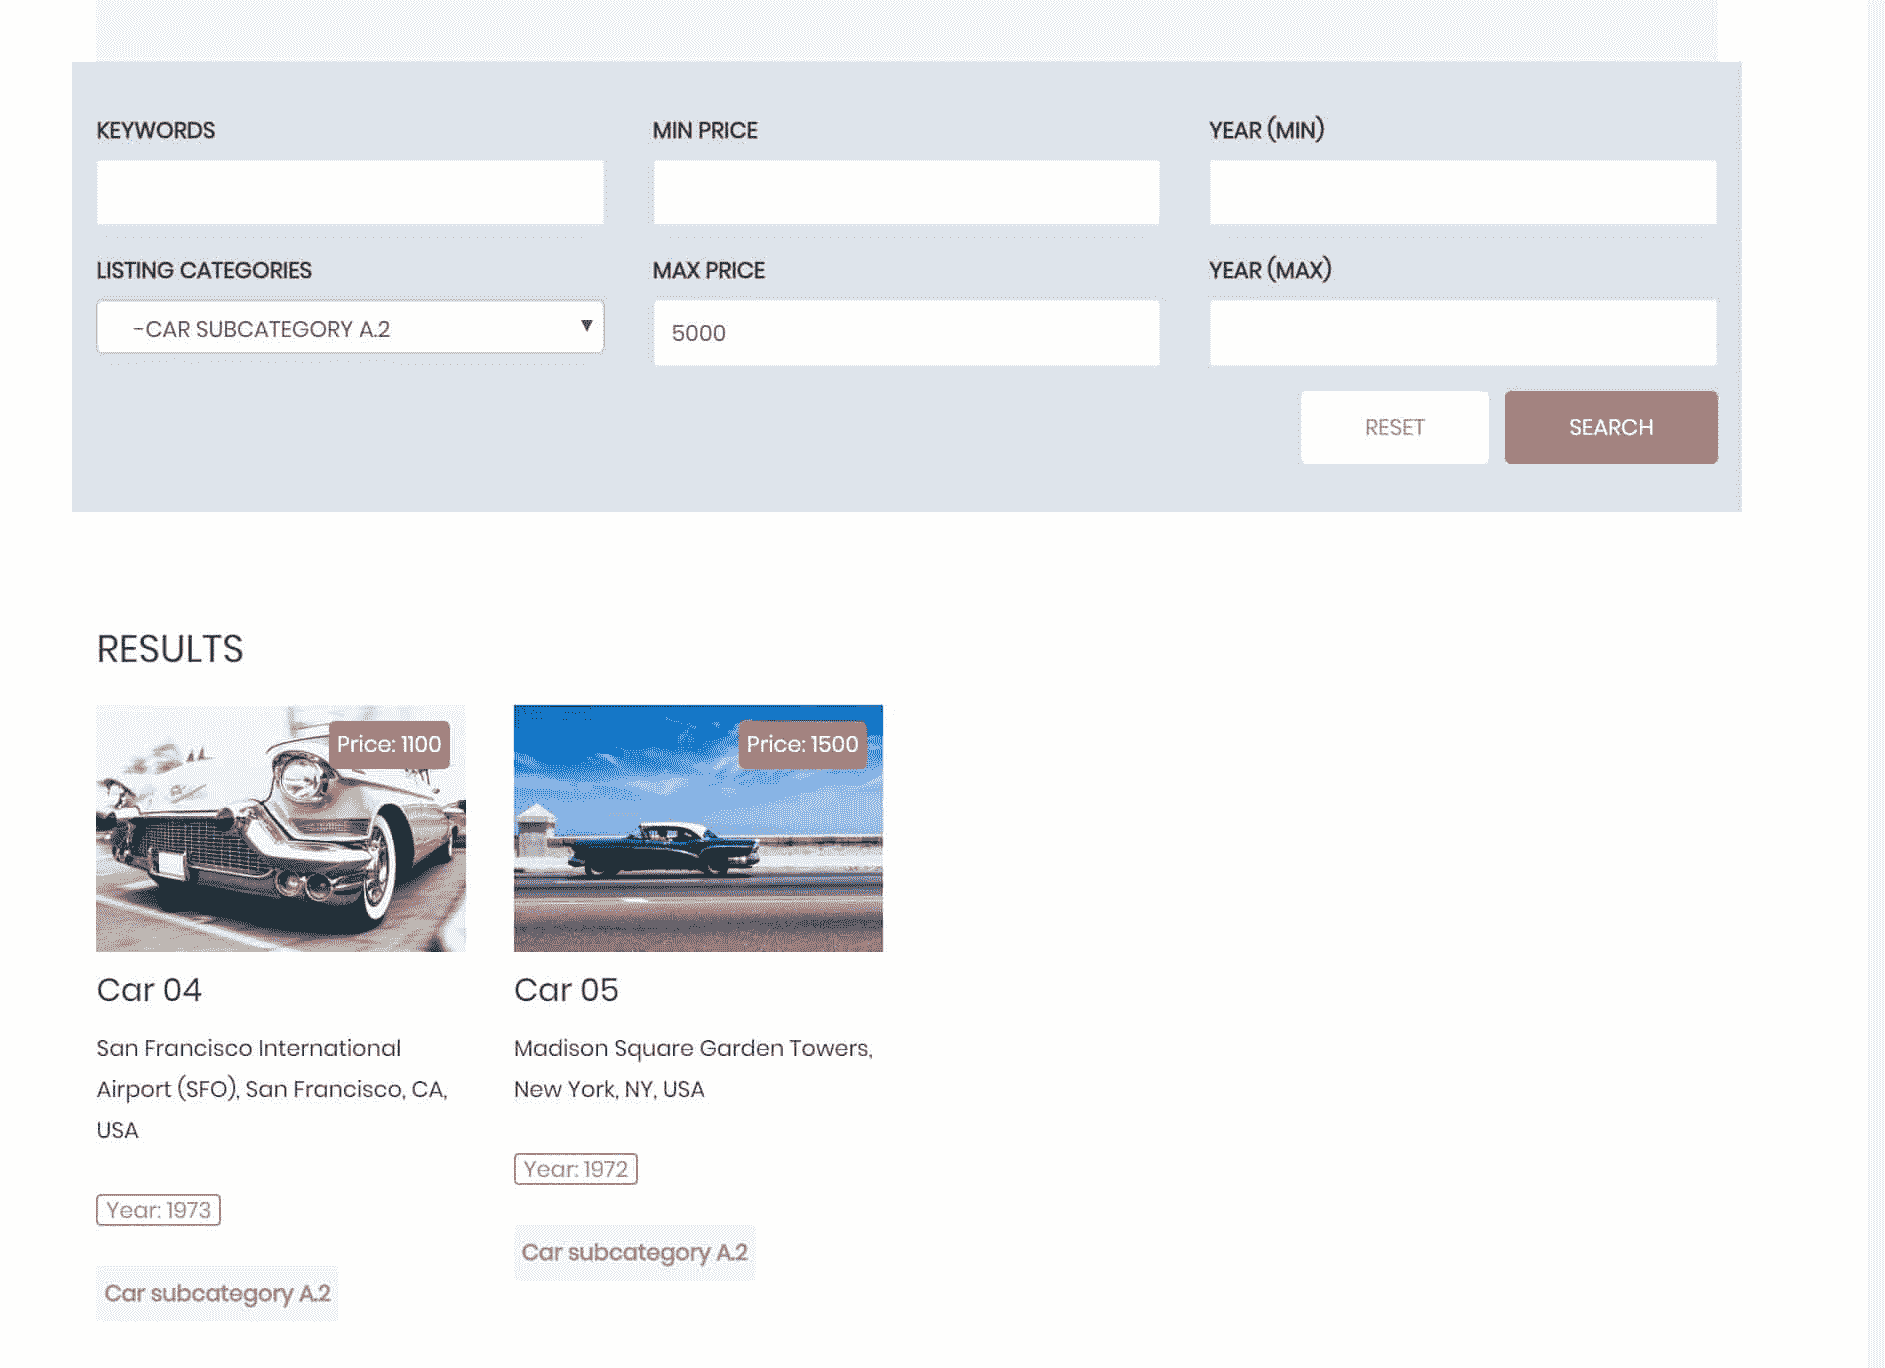 KEYWORDS
MIN PRICE
YEAR (MIN)
LISTING CATEGORIES
MAX PRICE
YEAR (MAX)
-CAR SUBCATEGORY A.2
5000
RESET
SEARCH
RESULTS
Price: 1100
Price: 1500
Car 04
San Francisco International
Airport (SFO), San Francisco, CA,
USA
Year: 1973
Car subcategory A.2
Car 05
Madison Square Garden Towers,
New York, NY, USA
Year: 1972
Car subcategory A.2